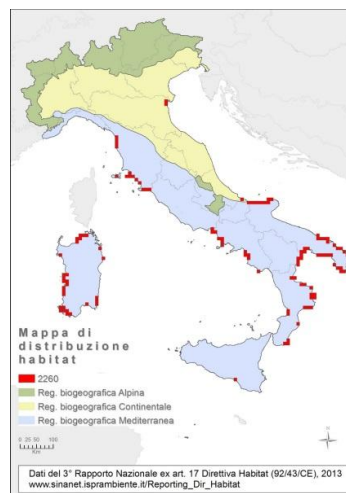 Mappa di
distribuzione
habitat
2260
Reg. biogeografica Alpina
Reg. biogeografica Continentale
Reg. biogeografica Mediterranea
0 25 50 100
Km
Dati del 3° Rapporto Nazionale ex art. 17 Direttiva Habitat (92/43/CE), 2013
www.sinanet.isprambiente.it/Reporting_Dir_Habitat